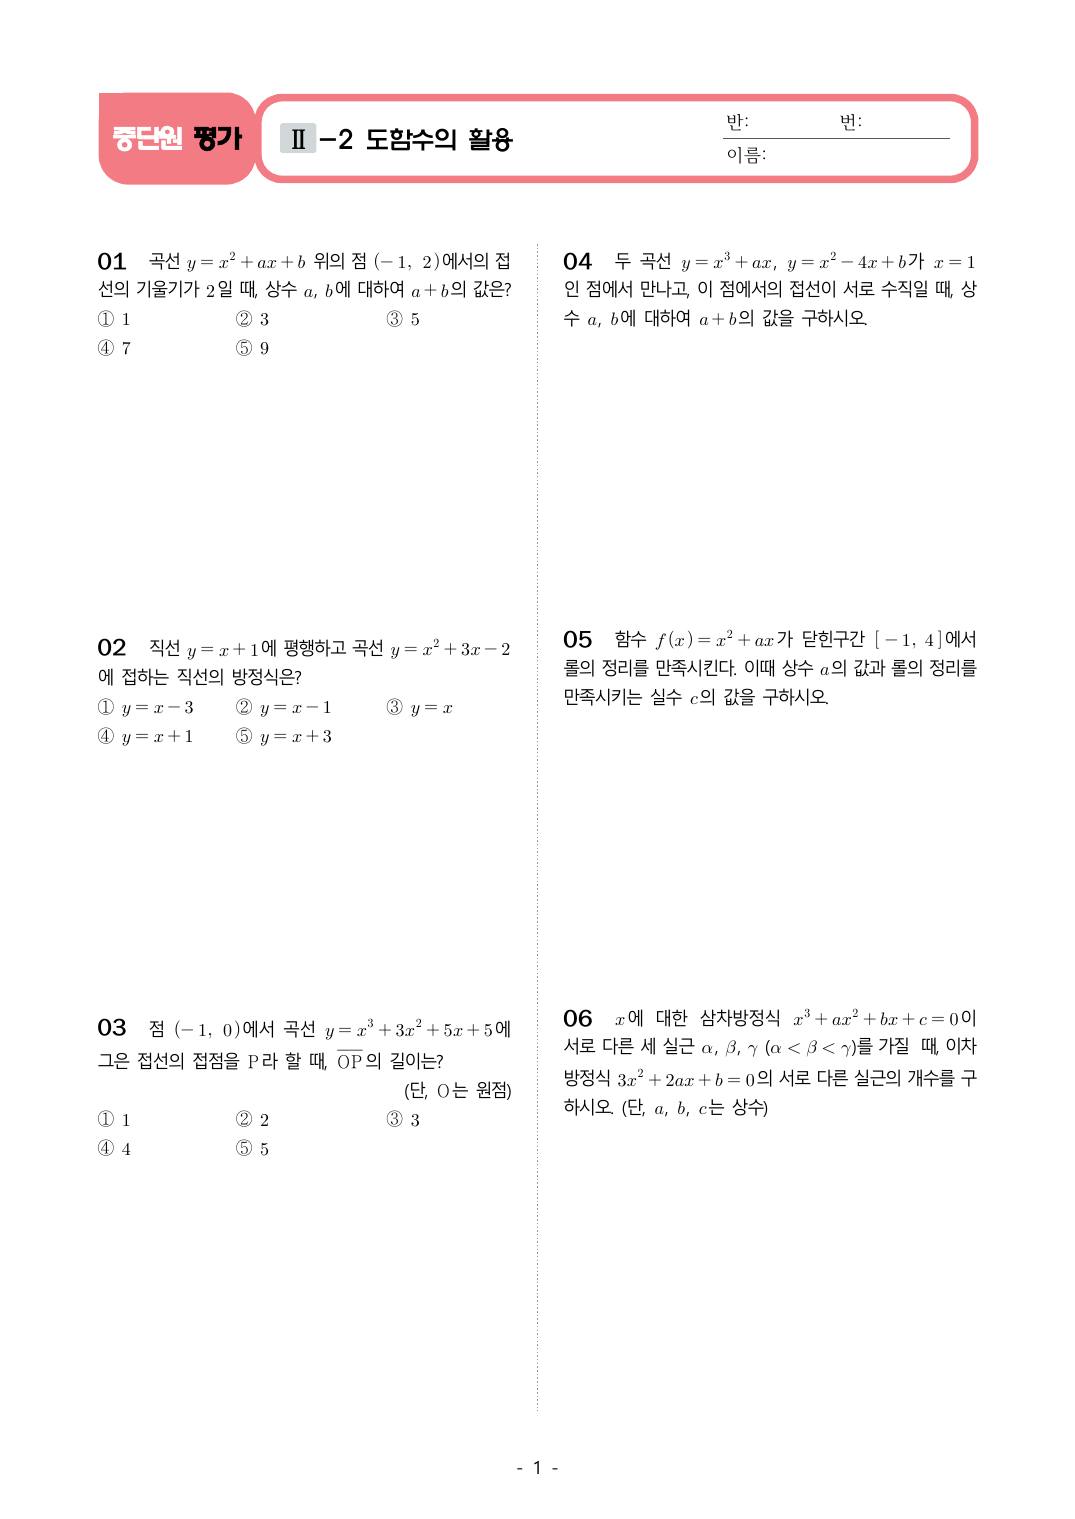 중단원 평가
Ⅱ-2 도함수의 활용
반: 번:
이름:
01 곡선 y=x²+ax+b 위의 점 (-1, 2)에서의 접
선의 기울기가 2일 때, 상수 a, b에 대하여 a+b의 값은?
① 1 ② 3 ③ 5
④ 7 ⑤ 9
02 직선 y=x+1에 평행하고 곡선 y=x²+3x-2
에 접하는 직선의 방정식은?
① y=x-3 ② y=x-1 ③ y=x
④ y=x+1 ⑤ y=x+3
03 점 (-1, 0)에서 곡선 y=x³+3x²+5x+5에
그은 접선의 접점을 P라 할 때, O̅P̅의 길이는?
(단, O는 원점)
① 1 ② 2 ③ 3
④ 4 ⑤ 5
04 두 곡선 y=x³+ax, y=x²-4x+b가 x=1
인 점에서 만나고, 이 점에서의 접선이 서로 수직일 때, 상
수 a, b에 대하여 a+b의 값을 구하시오.
05 함수 f(x)=x²+ax가 닫힌구간 [-1, 4]에서
롤의 정리를 만족시킨다. 이때 상수 a의 값과 롤의 정리를
만족시키는 실수 c의 값을 구하시오.
06 x에 대한 삼차방정식 x³+ax²+bx+c=0이
서로 다른 세 실근 α, β, γ (α<β<γ)를 가질 때, 이차
방정식 3x²+2ax+b=0의 서로 다른 실근의 개수를 구
하시오. (단, a, b, c는 상수)
- 1 -